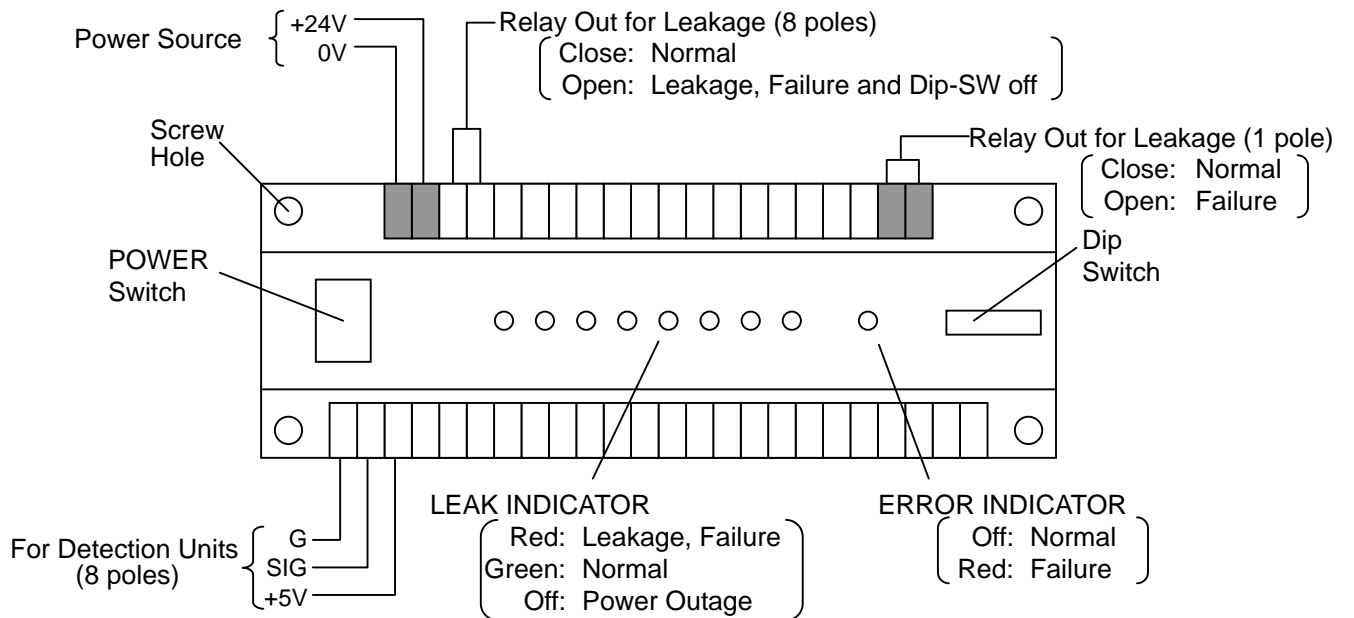 Power Source
+24V
0V
Relay Out for Leakage (8 poles)
Close: Normal
Open: Leakage, Failure and Dip-SW off
Screw
Hole
Relay Out for Leakage (1 pole)
Close: Normal
Open: Failure
POWER
Switch
Dip
Switch
LEAK INDICATOR
Red: Leakage, Failure
Green: Normal
Off: Power Outage
ERROR INDICATOR
Off: Normal
Red: Failure
For Detection Units
(8 poles)
G
SIG
+5V